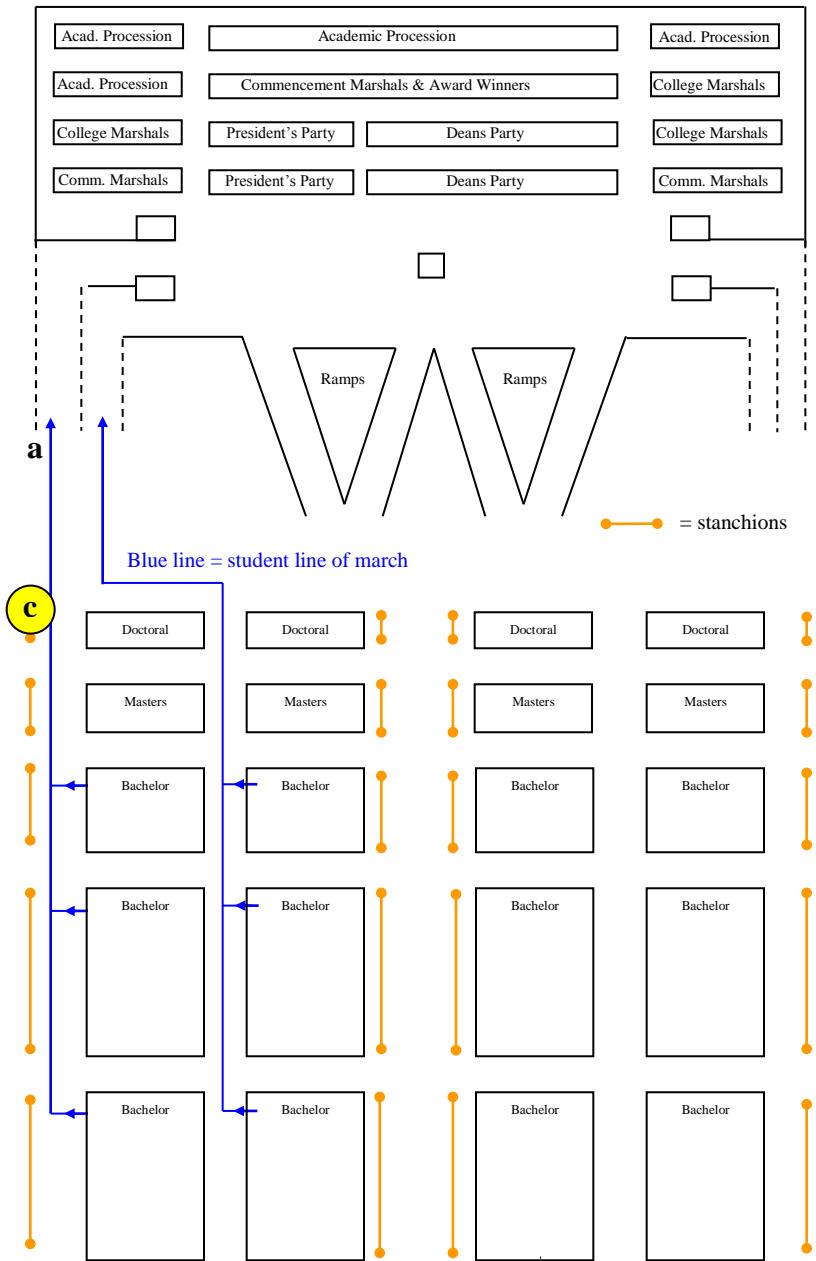 Acad. Procession
Academic Procession
Acad. Procession
Acad. Procession
Commencement Marshals & Award Winners
College Marshals
College Marshals
President’s Party
Deans Party
College Marshals
Comm. Marshals
President’s Party
Deans Party
Comm. Marshals
Ramps
Ramps
a
= stanchions
Blue line = student line of march
c
Doctoral
Doctoral
Doctoral
Doctoral
Masters
Masters
Masters
Masters
Bachelor
Bachelor
Bachelor
Bachelor
Bachelor
Bachelor
Bachelor
Bachelor
Bachelor
Bachelor
Bachelor
Bachelor